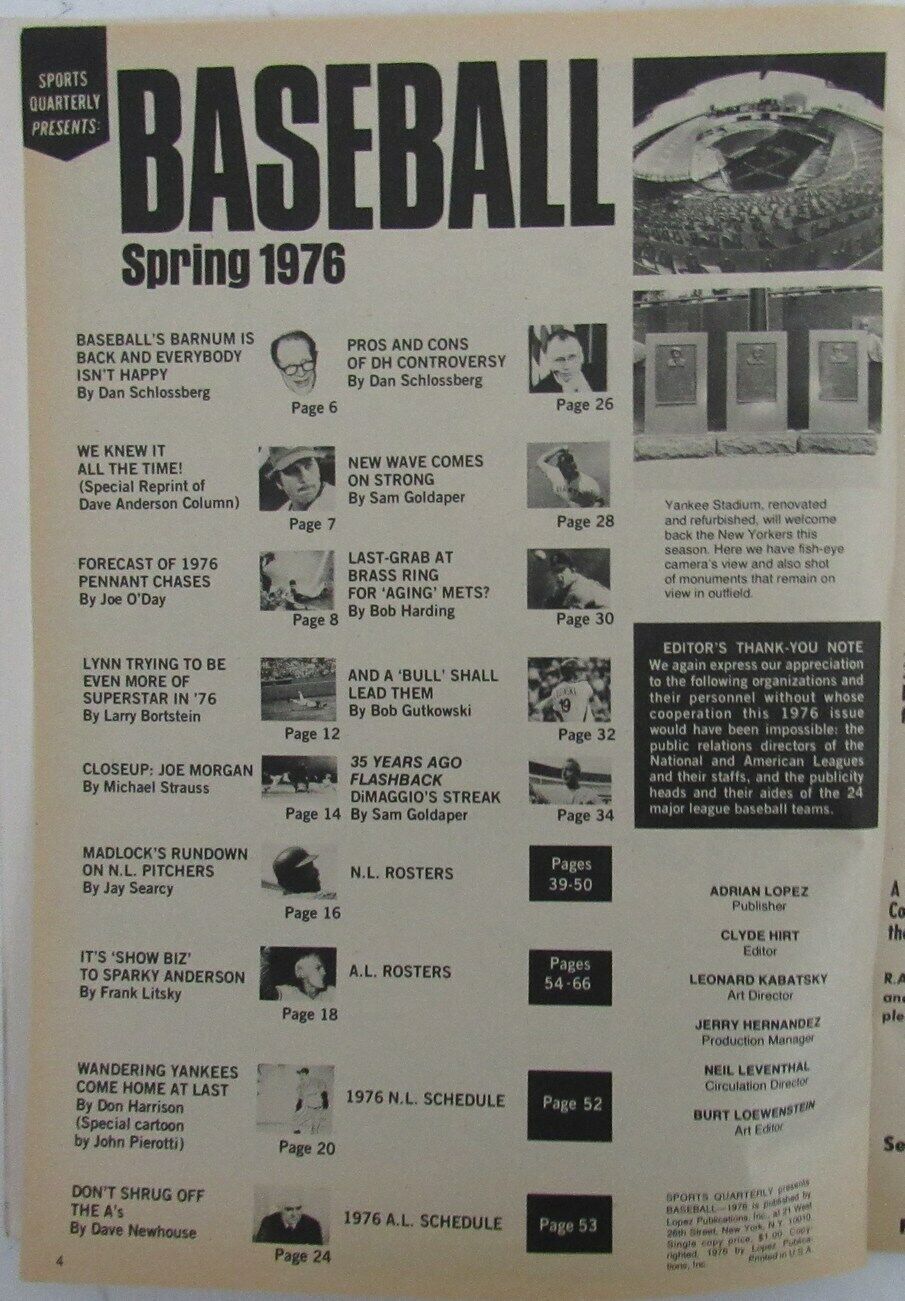 SPORTS
QUARTERLY
PRESENTS:
BASEBALL
Spring 1976
BASEBALL'S BARNUM IS
BACK AND EVERYBODY
ISN'T HAPPY
By Dan Schlossberg
Page 6
WE KNEW IT
ALL THE TIME!
(Special Reprint of
Dave Anderson Column)
Page 7
FORECAST OF 1976
PENNANT CHASES
By Joe O'Day
Page 8
LYNN TRYING TO BE
EVEN MORE OF
SUPERSTAR IN '76
By Larry Bortstein
Page 12
CLOSEUP: JOE MORGAN
By Michael Strauss
Page 14
MADLOCK'S RUNDOWN
ON N.L. PITCHERS
By Jay Searcy
Page 16
IT'S 'SHOW BIZ'
TO SPARKY ANDERSON
By Frank Litsky
Page 18
WANDERING YANKEES
COME HOME AT LAST
By Don Harrison
(Special cartoon
by John Pierotti)
Page 20
DON'T SHRUG OFF
THE A's
By Dave Newhouse
Page 24
4
PROS AND CONS
OF DH CONTROVERSY
By Dan Schlossberg
Page 26
NEW WAVE COMES
ON STRONG
By Sam Goldaper
Page 28
LAST-GRAB AT
BRASS RING
FOR 'AGING' METS?
By Bob Harding
Page 30
AND A 'BULL' SHALL
LEAD THEM
By Bob Gutkowski
19
Page 32
35 YEARS AGO
FLASHBACK
DiMAGGIO'S STREAK
By Sam Goldaper
Page 34
N.L. ROSTERS
Pages
39-50
A.L. ROSTERS
Pages
54-66
1976 N.L. SCHEDULE
Page 52
1976 A.L. SCHEDULE
Page 53
Yankee Stadium, renovated
and refurbished, will welcome
back the New Yorkers this
season. Here we have fish-eye
camera's view and also shot
of monuments that remain on
view in outfield.
EDITOR'S THANK-YOU NOTE
We again express our appreciation
to the following organizations and
their personnel without whose
cooperation this 1976 issue
would have been impossible: the
public relations directors of the
National and American Leagues
and their staffs, and the publicity
heads and their aides of the 24
major league baseball teams.
ADRIAN LOPEZ
Publisher
CLYDE HIRT
Editor
LEONARD KABATSKY
Art Director
JERRY HERNANDEZ
Production Manager
NEIL LEVENTHAL
Circulation Director
BURT LOEWENSTEIN
Art Editor
SPORTS QUARTERLY presents
BASEBALL—1976 is published by
Lopez Publications, Inc., at 21 West
26th Street, New York, N.Y. 10010.
Single copy price, $1.00. Copy
righted, 1976 by Lopez Publica-
tions, Inc. Printed in U.S.A.
A
Co
the
R.A
and
ple
Se